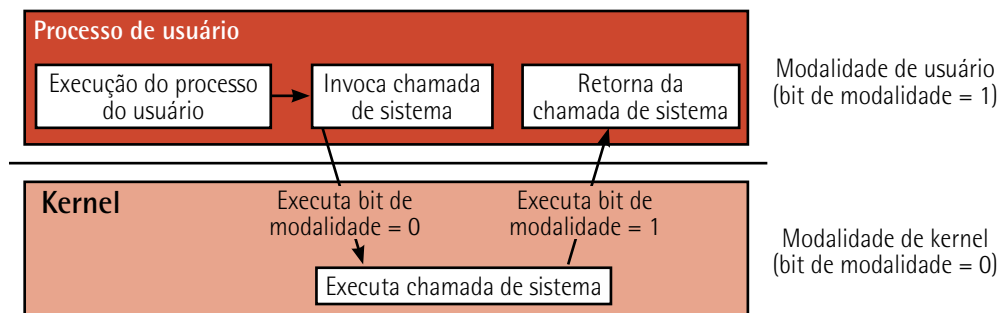 Processo de usuário
Execução do processo
do usuário
Invoca chamada
de sistema
Retorna da
chamada de sistema
Modalidade de usuário
(bit de modalidade = 1)
Kernel
Executa bit de
modalidade = 0
Executa bit de
modalidade = 1
Executa chamada de sistema
Modalidade de kernel
(bit de modalidade = 0)